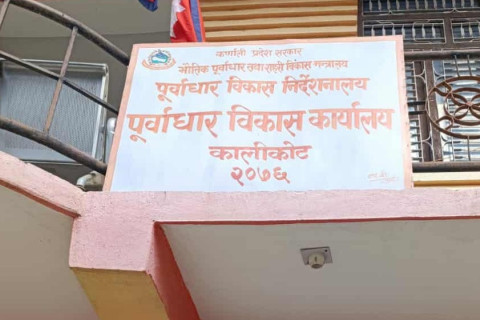 कर्णाली प्रदेश सरकार
भौतिक पूर्वाधार तथा शहरी विकास मन्त्रालय
पूर्वाधार विकास निर्देशनालय
पूर्वाधार विकास कार्यालय
कालीकोट
२०७६